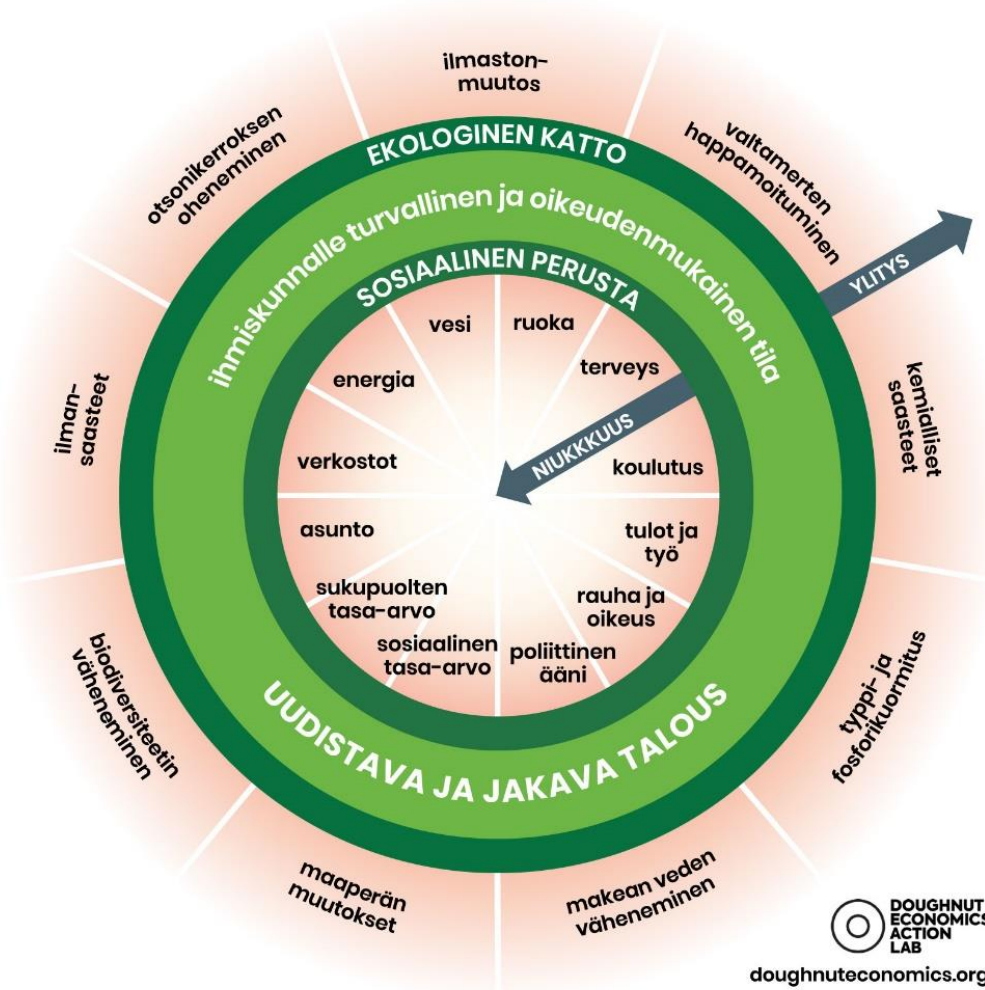 ilmaston-
muutos
otsonikerroksen
oheneminen
valtamerten
happamoituminen
EKOLOGINEN KATTO
ihmiskunnalle turvallinen ja oikeudenmukainen tila
SOSIAALINEN PERUSTA
YLITYS
vesi
ruoka
energia
terveys
NIUKKKUUS
verkostot
koulutus
ilman-
saasteet
kemialliset
saasteet
asunto
tulot ja
työ
sukupuolten
tasa-arvo
rauha ja
oikeus
sosiaalinen
tasa-arvo
poliittinen
ääni
UUDISTAVA JA JAKAVA TALOUS
biodiversiteetin
väheneminen
typpi- ja
fosforikuormitus
maaperän
muutokset
makean veden
väheneminen
DOUGHNUT
ECONOMICS
ACTION
LAB
doughnuteconomics.org